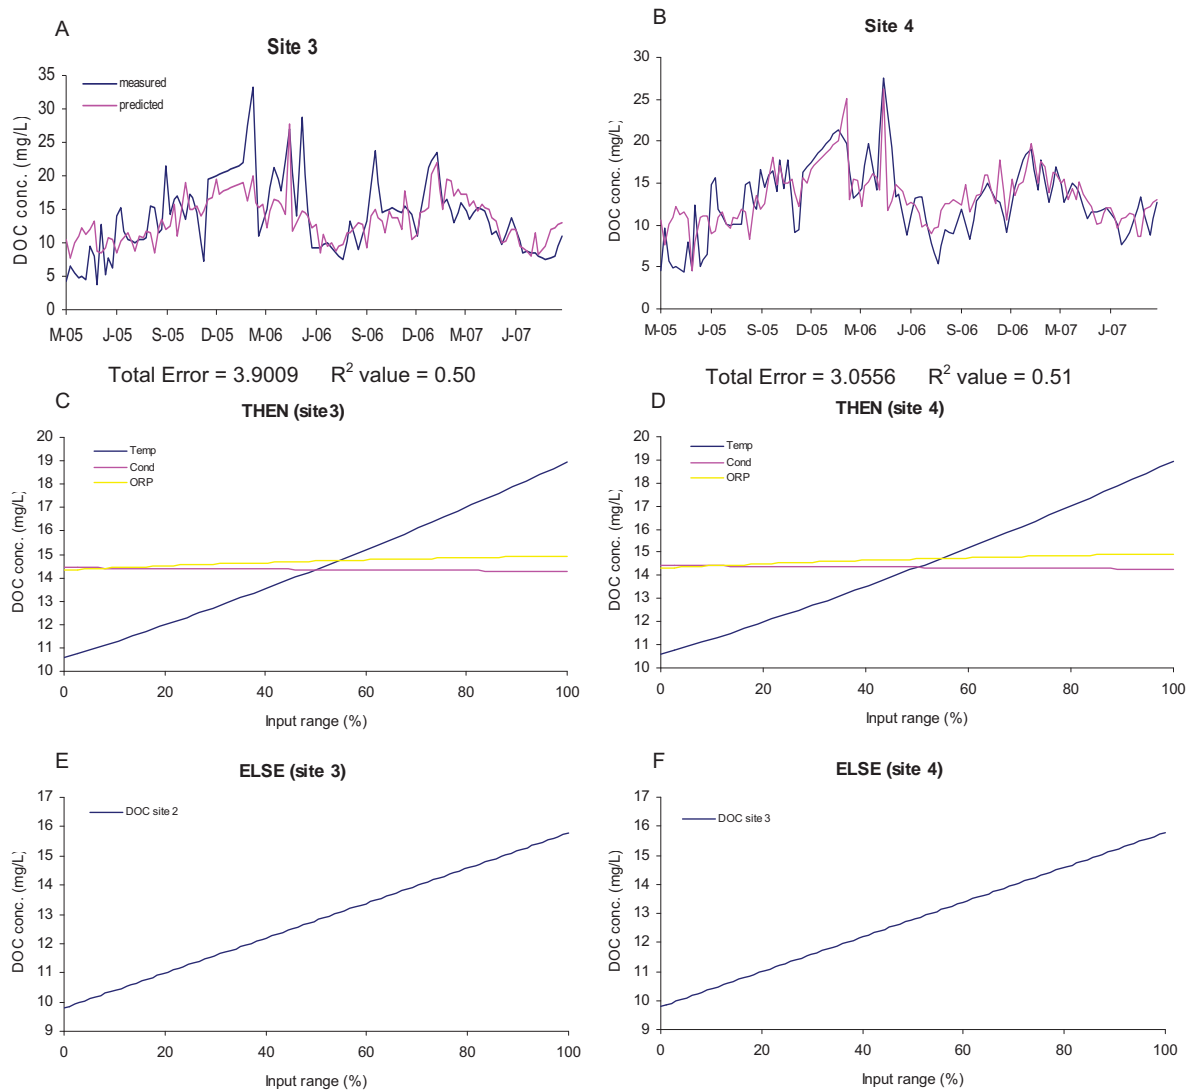 A
Site 3
DOC conc. (mg/L)
35
30
25
20
15
10
5
0
measured
predicted
M-05 J-05 S-05 D-05 M-06 J-06 S-06 D-06 M-07 J-07
Total Error = 3.9009 R² value = 0.50
B
Site 4
DOC conc. (mg/L)
30
25
20
15
10
5
0
M-05 J-05 S-05 D-05 M-06 J-06 S-06 D-06 M-07 J-07
Total Error = 3.0556 R² value = 0.51
C
THEN (site3)
DOC conc. (mg/L)
20
19
18
17
16
15
14
13
12
11
10
Temp
Cond
ORP
0 20 40 60 80 100
Input range (%)
D
THEN (site 4)
DOC conc. (mg/L)
20
19
18
17
16
15
14
13
12
11
10
Temp
Cond
ORP
0 20 40 60 80 100
Input range (%)
E
ELSE (site 3)
DOC conc. (mg/L)
17
16
15
14
13
12
11
10
9
DOC site 2
0 20 40 60 80 100
Input range (%)
F
ELSE (site 4)
DOC conc. (mg/L)
17
16
15
14
13
12
11
10
9
DOC site 3
0 20 40 60 80 100
Input range (%)